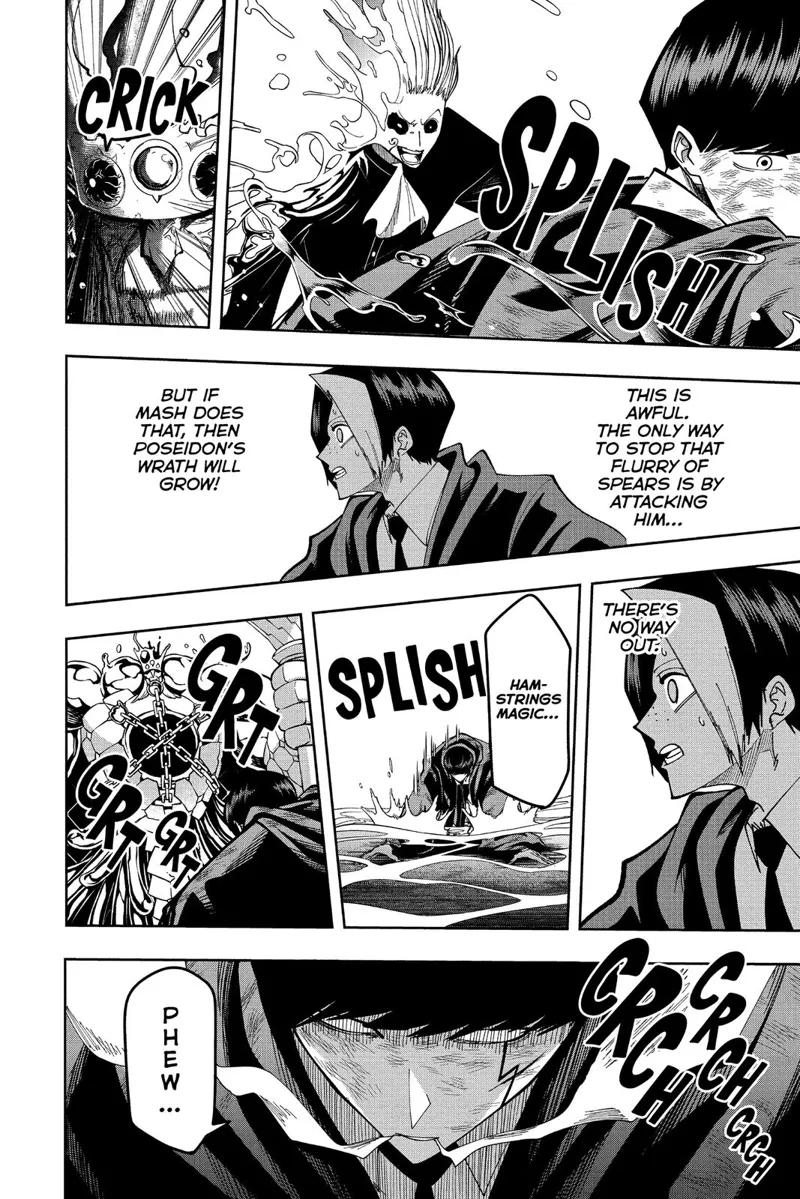 SPLISH
CRICK
THIS IS
AWFUL.
THE ONLY WAY
TO STOP THAT
FLURRY OF
SPEARS IS BY
ATTACKING
HIM...
BUT IF
MASH DOES
THAT, THEN
POSEIDON'S
WRATH WILL
GROW!
THERE'S
NO WAY
OUT.
HAM-
STRINGS
MAGIC...
SPLISH
GRT
GRT
GRT
CRCH
CRCH
CRCH
PHEW...